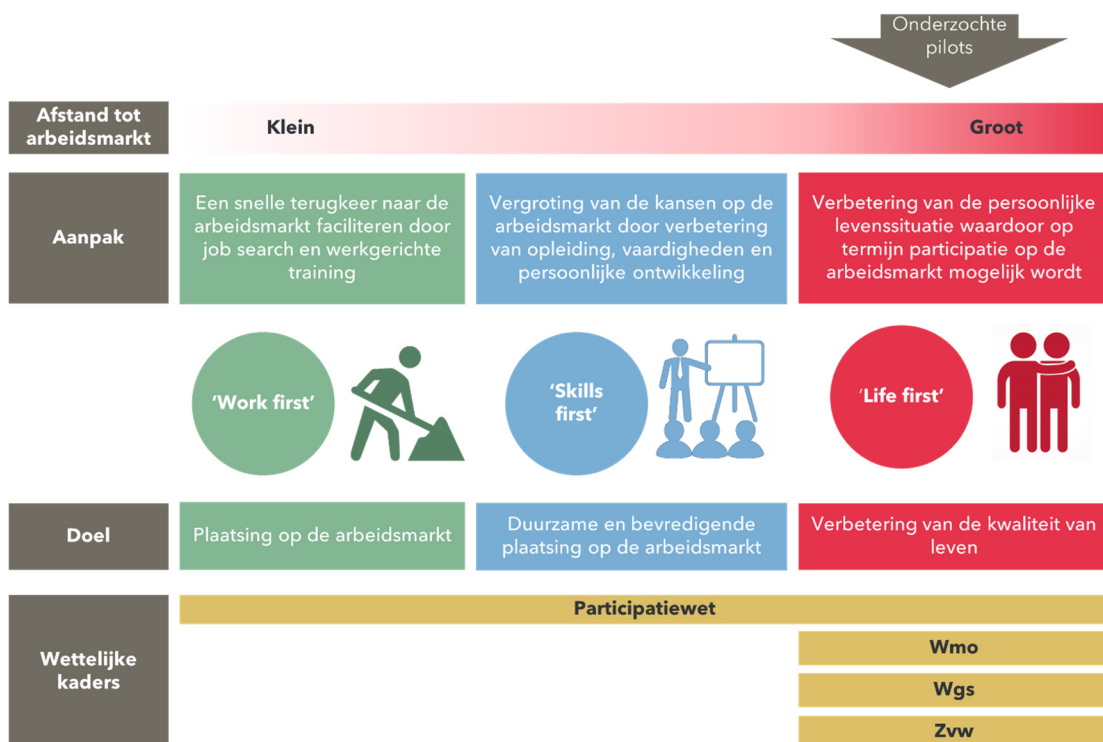 Onderzochte
pilots
Afstand tot
arbeidsmarkt
Klein
Groot
Aanpak
Een snelle terugkeer naar de
arbeidsmarkt faciliteren door
job search en werkgerichte
training
Vergroting van de kansen op de
arbeidsmarkt door verbetering
van opleiding, vaardigheden en
persoonlijke ontwikkeling
Verbetering van de persoonlijke
levenssituatie waardoor op
termijn participatie op de
arbeidsmarkt mogelijk wordt
'Work first'
'Skills
first'
'Life first'
Doel
Plaatsing op de arbeidsmarkt
Duurzame en bevredigende
plaatsing op de arbeidsmarkt
Verbetering van de kwaliteit van
leven
Wettelijke
kaders
Participatiewet
Wmo
Wgs
Zvw